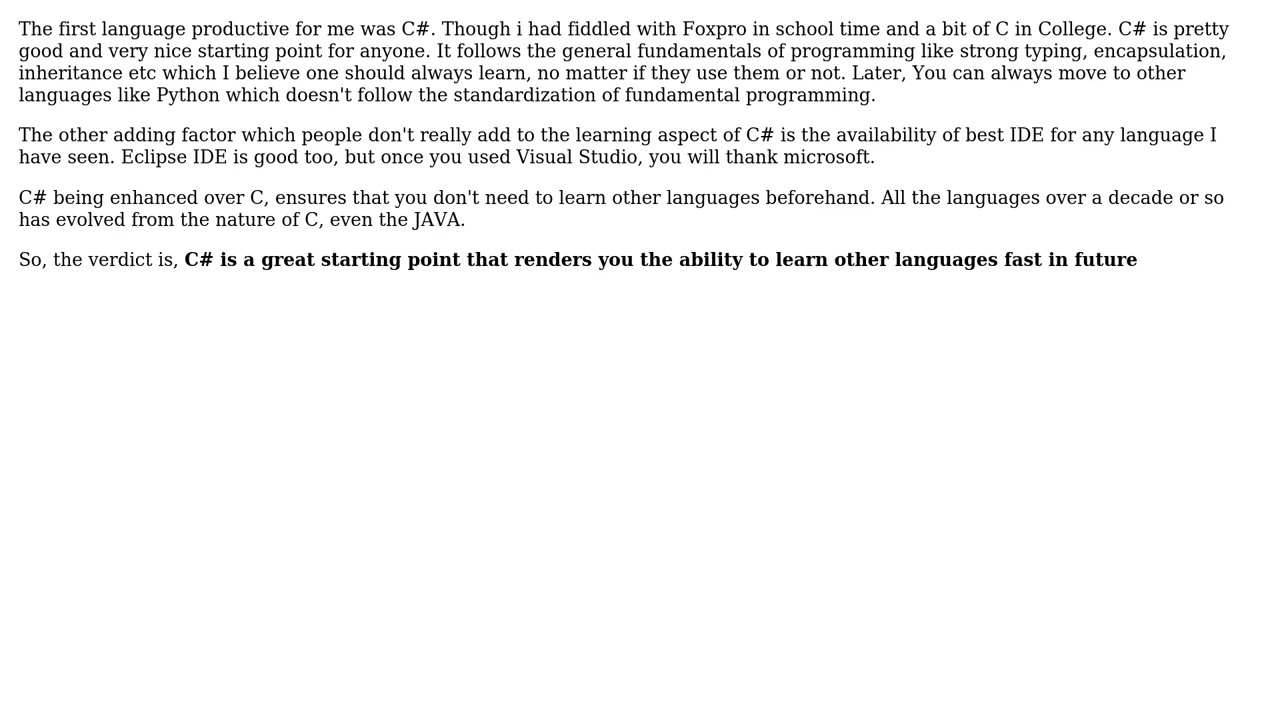 The first language productive for me was C#. Though i had fiddled with Foxpro in school time and a bit of C in College. C# is pretty
good and very nice starting point for anyone. It follows the general fundamentals of programming like strong typing, encapsulation,
inheritance etc which I believe one should always learn, no matter if they use them or not. Later, You can always move to other
languages like Python which doesn't follow the standardization of fundamental programming.
The other adding factor which people don't really add to the learning aspect of C# is the availability of best IDE for any language I
have seen. Eclipse IDE is good too, but once you used Visual Studio, you will thank microsoft.
C# being enhanced over C, ensures that you don't need to learn other languages beforehand. All the languages over a decade or so
has evolved from the nature of C, even the JAVA.
So, the verdict is, C# is a great starting point that renders you the ability to learn other languages fast in future